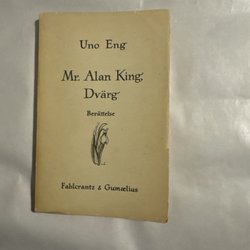 Uno Eng
Mr. Alan King,
Dvärg
Berättelse
Fahlcrantz & Gumælius